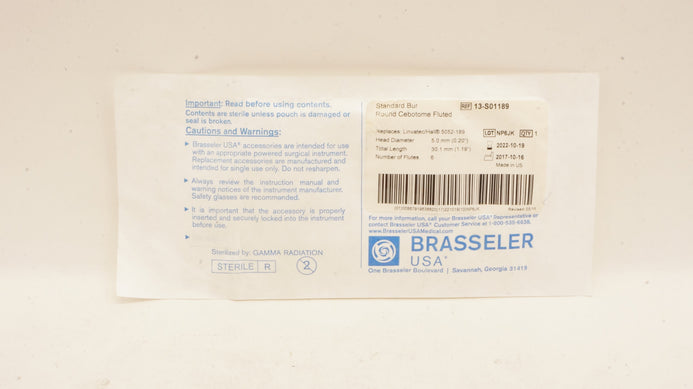 Important: Read before using contents.
Contents are sterile unless pouch is damaged or
seal is broken.
Cautions and Warnings:
Brasseler USA® accessories are intended for use
with an appropriate powered surgical instrument.
Replacement accessories are manufactured and
intended for single use only. Do not resharpen.
Always review the instruction manual and
warning notices of the instrument manufacturer.
Safety glasses are recommended.
It is important that the accessory is properly
inserted and securely locked into the instrument
before use.
Sterilized by: GAMMA RADIATION
STERILE R
2
Standard Bur REF 13-S01189
Round Cebotome Fluted
Replaces: Linvatec/Hall® 5052-189 LOT NP8JK QTY 1
Head Diameter 5.0 mm (0.20") 2022-10-19
Total Length 30.1 mm (1.19") 2017-10-16
Number of Flutes 6 Made in US
Revised
For more information, call your Brasseler USA® Representative or
contact Brasseler USA® Customer Service at 1-800-535-6638.
www.BrasselerUSAMedical.com
BRASSELER
USA®
One Brasseler Boulevard | Savannah, Georgia 31419